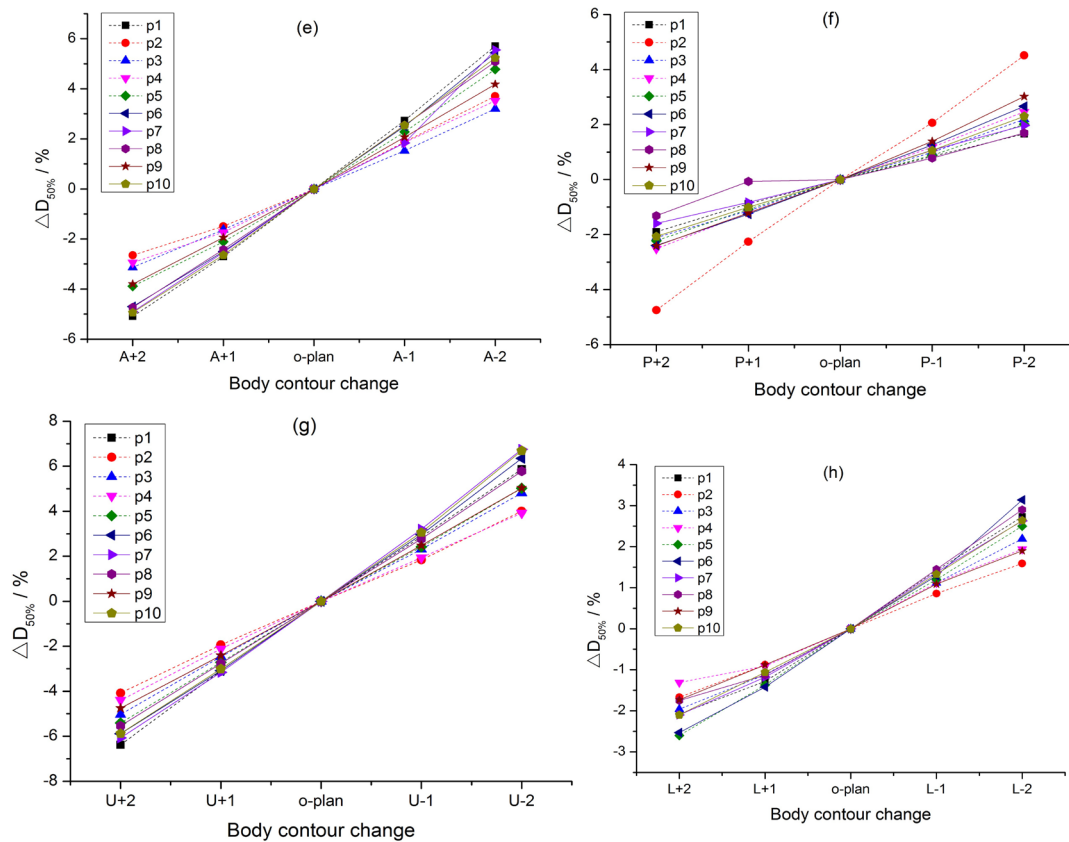 (e)
p1
p2
p3
p4
p5
p6
p7
p8
p9
p10
6
4
2
0
-2
-4
-6
△D50% / %
A+2 A+1 o-plan A-1 A-2
Body contour change
(f)
p1
p2
p3
p4
p5
p6
p7
p8
p9
p10
6
4
2
0
-2
-4
-6
△D50% / %
P+2 P+1 o-plan P-1 P-2
Body contour change
(g)
p1
p2
p3
p4
p5
p6
p7
p8
p9
p10
8
6
4
2
0
-2
-4
-6
-8
△D50% / %
U+2 U+1 o-plan U-1 U-2
Body contour change
(h)
p1
p2
p3
p4
p5
p6
p7
p8
p9
p10
4
3
2
1
0
-1
-2
-3
△D50% / %
L+2 L+1 o-plan L-1 L-2
Body contour change